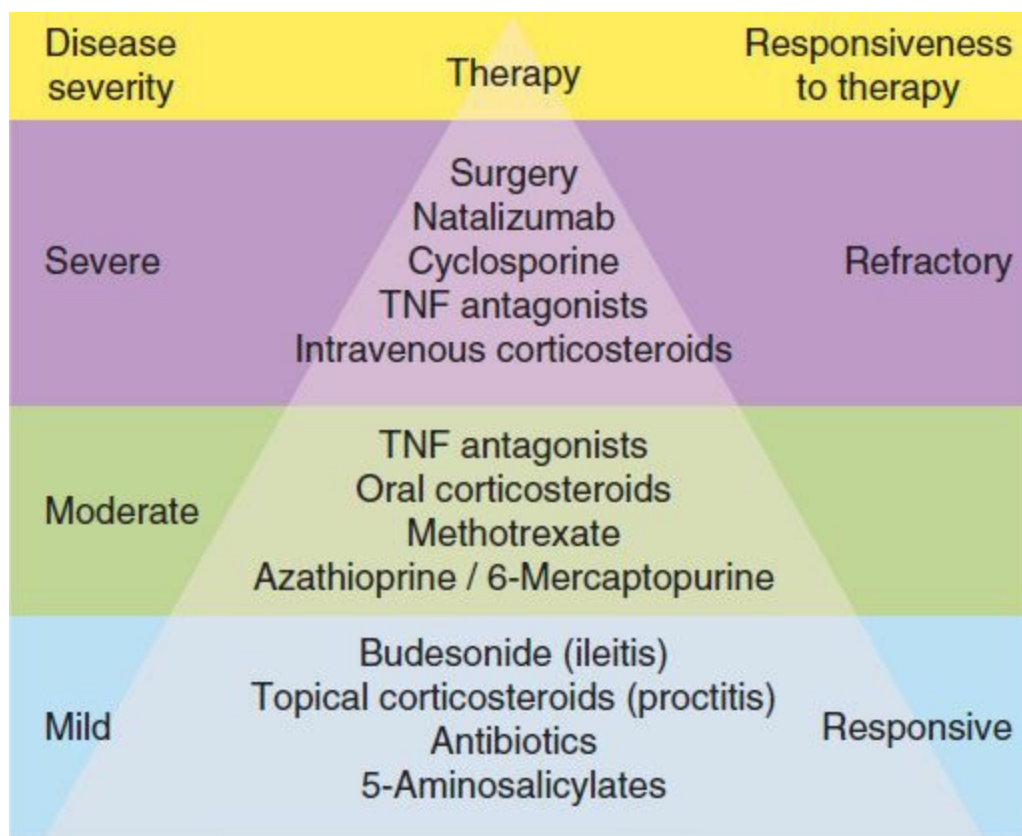 Disease
severity
Therapy
Responsiveness
to therapy
Severe
Surgery
Natalizumab
Cyclosporine
TNF antagonists
Intravenous corticosteroids
Refractory
Moderate
TNF antagonists
Oral corticosteroids
Methotrexate
Azathioprine / 6-Mercaptopurine
Mild
Budesonide (ileitis)
Topical corticosteroids (proctitis)
Antibiotics
5-Aminosalicylates
Responsive